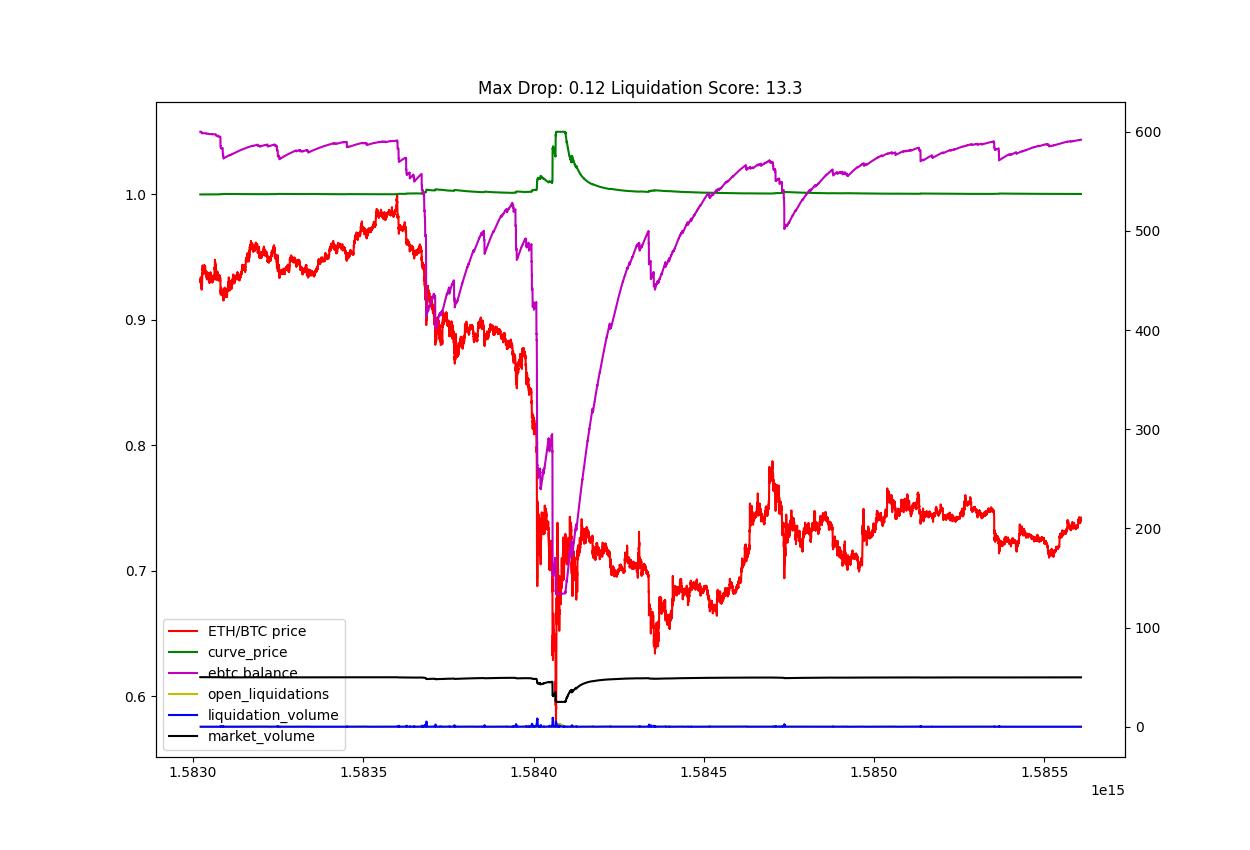 Max Drop: 0.12 Liquidation Score: 13.3
1.0
0.9
0.8
0.7
0.6
600
500
400
300
200
100
0
ETH/BTC price
curve_price
ebtc balance
open_liquidations
liquidation_volume
market_volume
1.5830 1.5835 1.5840 1.5845 1.5850 1.5855
1e15